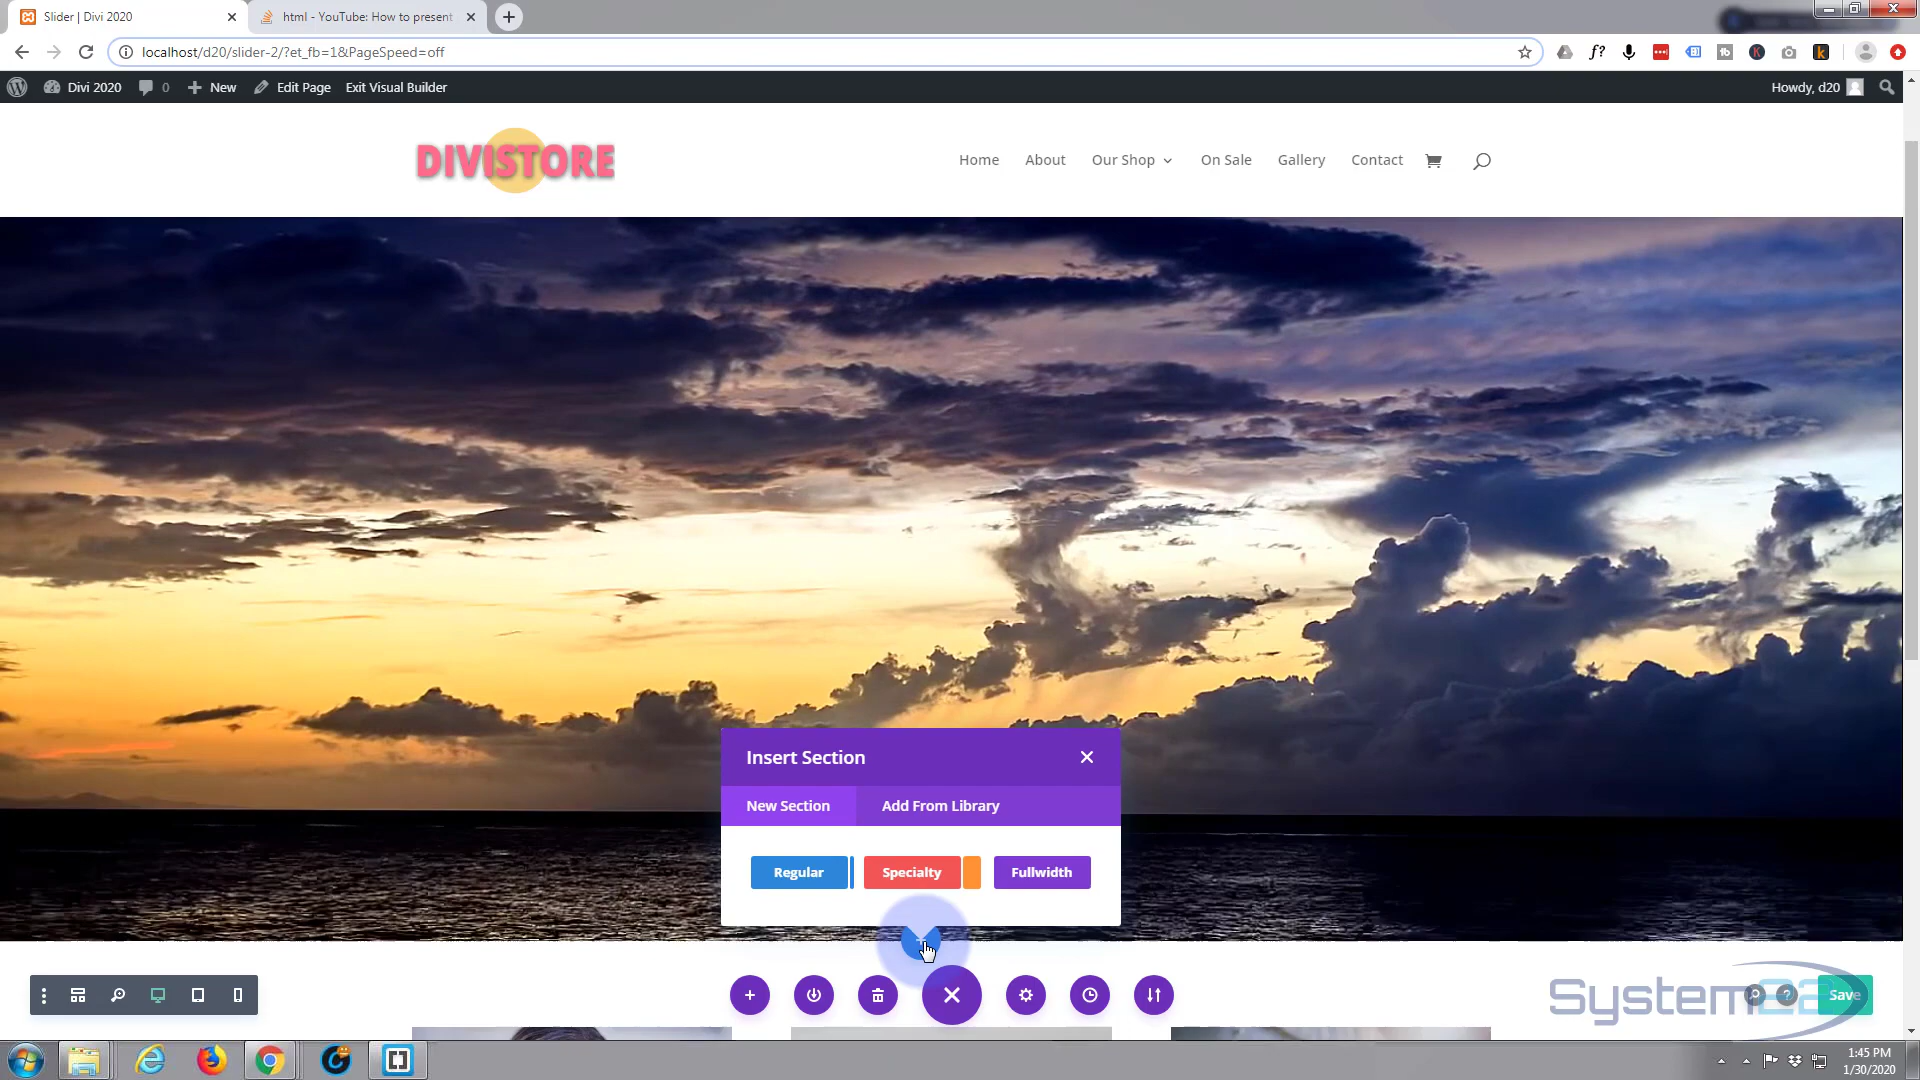 Slider | Divi 2020
html - YouTube: How to present
localhost/d20/slider-2/?et_fb=1&PageSpeed=off
Divi 2020
0
New
Edit Page
Exit Visual Builder
Howdy, d20
DIVISTORE
Home
About
Our Shop
On Sale
Gallery
Contact
Insert Section
New Section
Add From Library
Regular
Specialty
Fullwidth
Save
System22
1:45 PM
1/30/2020